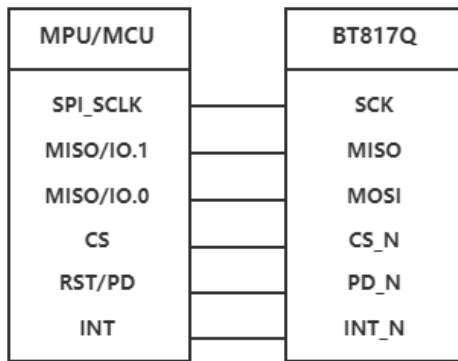 MPU/MCU BT817Q
SPI_SCLK SCK
MISO/IO.1 MISO
MISO/IO.0 MOSI
CS CS_N
RST/PD PD_N
INT INT_N